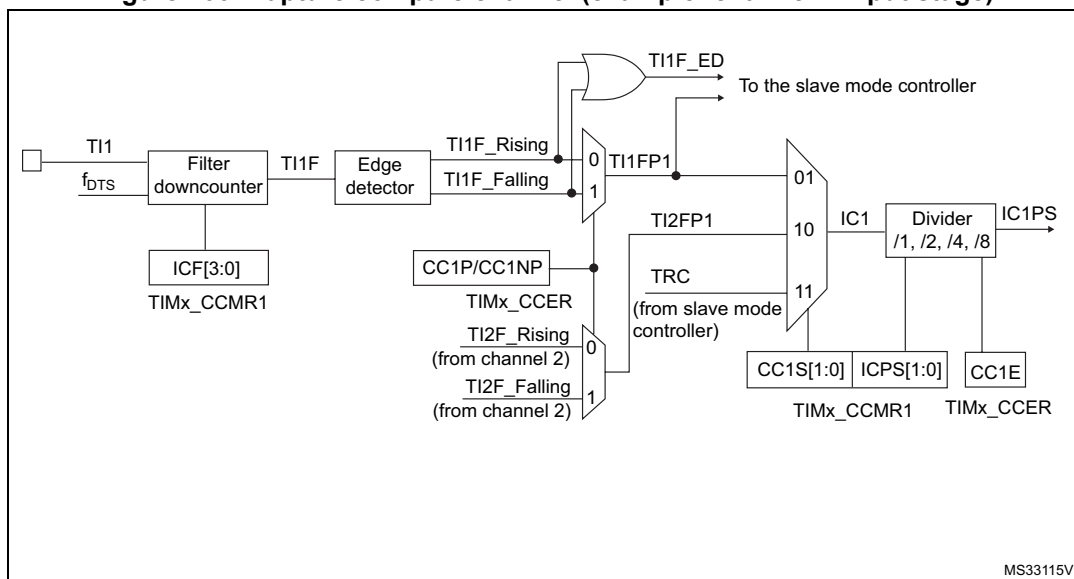 TI1F_ED
To the slave mode controller
TI1
f_DTS
Filter
downcounter
TI1F
Edge
detector
TI1F_Rising
TI1F_Falling
0
1
TI1FP1
01
TI2FP1
10
IC1
Divider
/1, /2, /4, /8
IC1PS
ICF[3:0]
TIMx_CCMR1
CC1P/CC1NP
TIMx_CCER
TRC
11
(from slave mode
controller)
TI2F_Rising
(from channel 2)
0
TI2F_Falling
(from channel 2)
1
CC1S[1:0]
ICPS[1:0]
CC1E
TIMx_CCMR1
TIMx_CCER